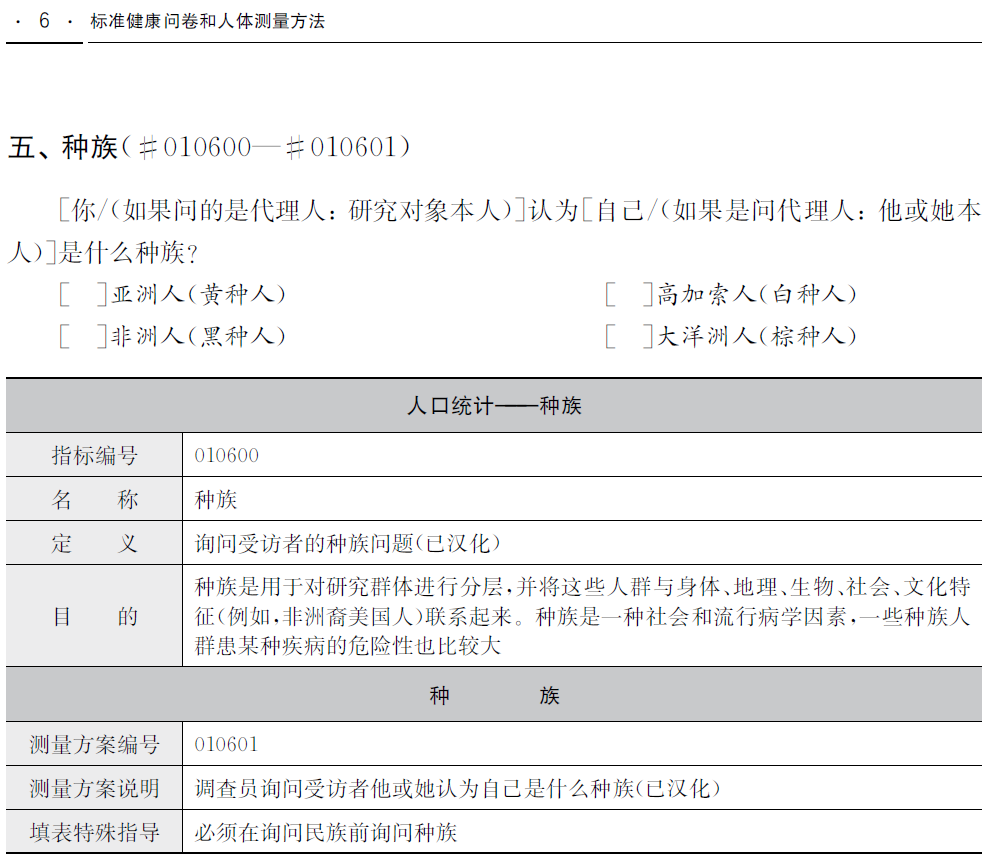 · 6 · 标准健康问卷和人体测量方法
五、种族(♯010600—♯010601)
[你/(如果问的是代理人：研究对象本人)]认为[自己/(如果是问代理人：他或她本
人)]是什么种族?
[ ]亚洲人(黄种人) [ ]高加索人(白种人)
[ ]非洲人(黑种人) [ ]大洋洲人(棕种人)
人口统计——种族
指标编号 010600
名 称 种族
定 义 询问受访者的种族问题(已汉化)
目 的 种族是用于对研究群体进行分层,并将这些人群与身体、地理、生物、社会、文化特
征(例如,非洲裔美国人)联系起来。种族是一种社会和流行病学因素,一些种族人
群患某种疾病的危险性也比较大
种 族
测量方案编号 010601
测量方案说明 调查员询问受访者他或她认为自己是什么种族(已汉化)
填表特殊指导 必须在询问民族前询问种族